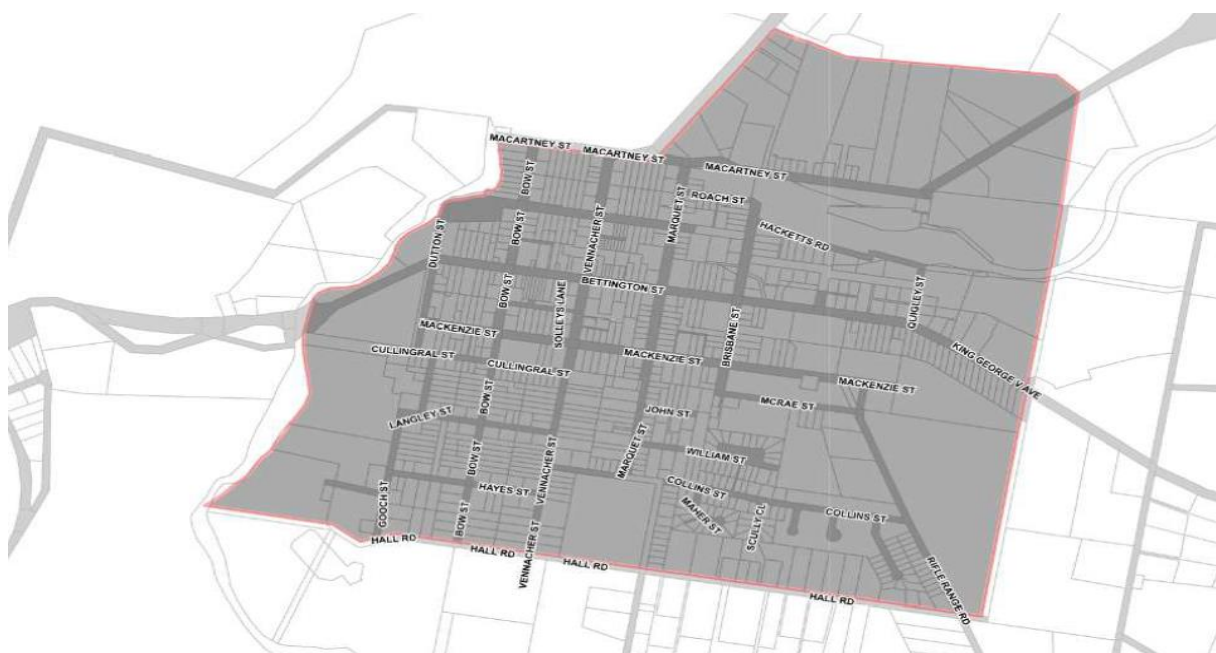 MACARTNEY ST
MACARTNEY ST
MACARTNEY ST
BOW ST
ROACH ST
MARQUET ST
HACKETTS RD
DUTTON ST
BOW ST
VENNACHER ST
BETTINGTON ST
BOW ST
QUIGLEY ST
SOLLEYS LANE
BRISBANE ST
MACKENZIE ST
MACKENZIE ST
MACKENZIE ST
KING GEORGE V AVE
CULLINGRAL ST
CULLINGRAL ST
BOW ST
MCRAE ST
LANGLEY ST
JOHN ST
MARQUET ST
WILLIAM ST
BOW ST
VENNACHER ST
HAYES ST
COLLINS ST
GOOCH ST
MAHER ST
COLLINS ST
SCULLY CL
BOW ST
HALL RD
HALL RD
VENNACHER ST
HALL RD
HALL RD
RIFLE RANGE RD